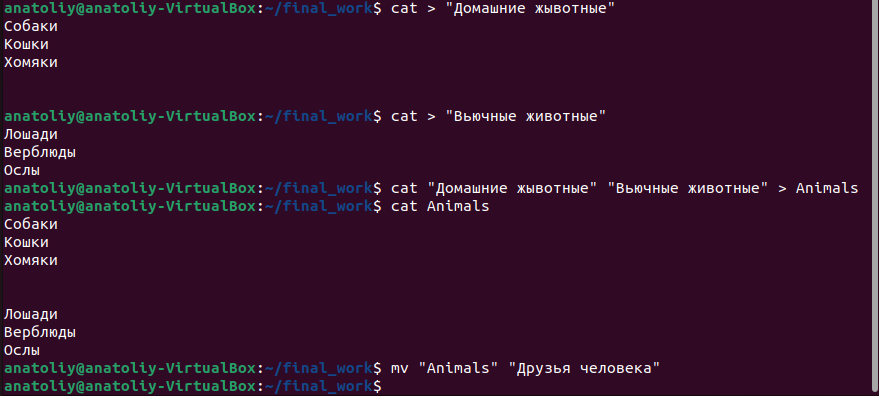 anatoliy@anatoliy-VirtualBox:~/final_work$ cat > "Домашние жывотные"
Собаки
Кошки
Хомяки
anatoliy@anatoliy-VirtualBox:~/final_work$ cat > "Вьючные животные"
Лошади
Верблюды
Ослы
anatoliy@anatoliy-VirtualBox:~/final_work$ cat "Домашние жывотные" "Вьючные животные" > Animals
anatoliy@anatoliy-VirtualBox:~/final_work$ cat Animals
Собаки
Кошки
Хомяки
Лошади
Верблюды
Ослы
anatoliy@anatoliy-VirtualBox:~/final_work$ mv "Animals" "Друзья человека"
anatoliy@anatoliy-VirtualBox:~/final_work$